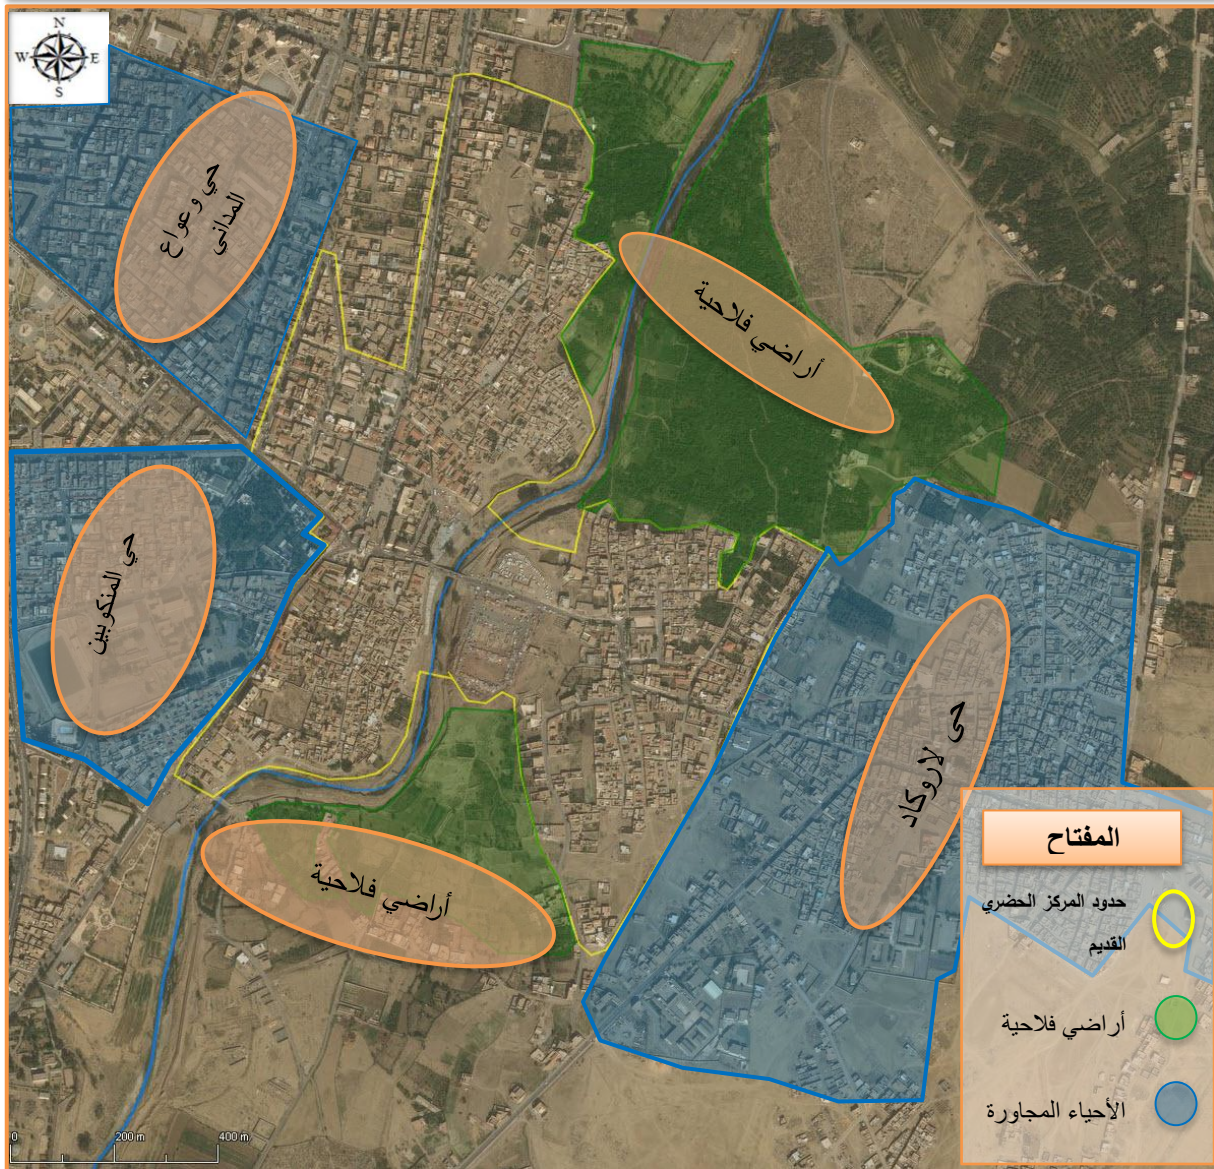 N
W E
S
حي وعواع
المداني
أراضي فلاحية
حي المنكوبين
حي لاروكاد
أراضي فلاحية
المفتاح
حدود المركز الحضري
القديم
أراضي فلاحية
الأحياء المجاورة
0 200 m 400 m